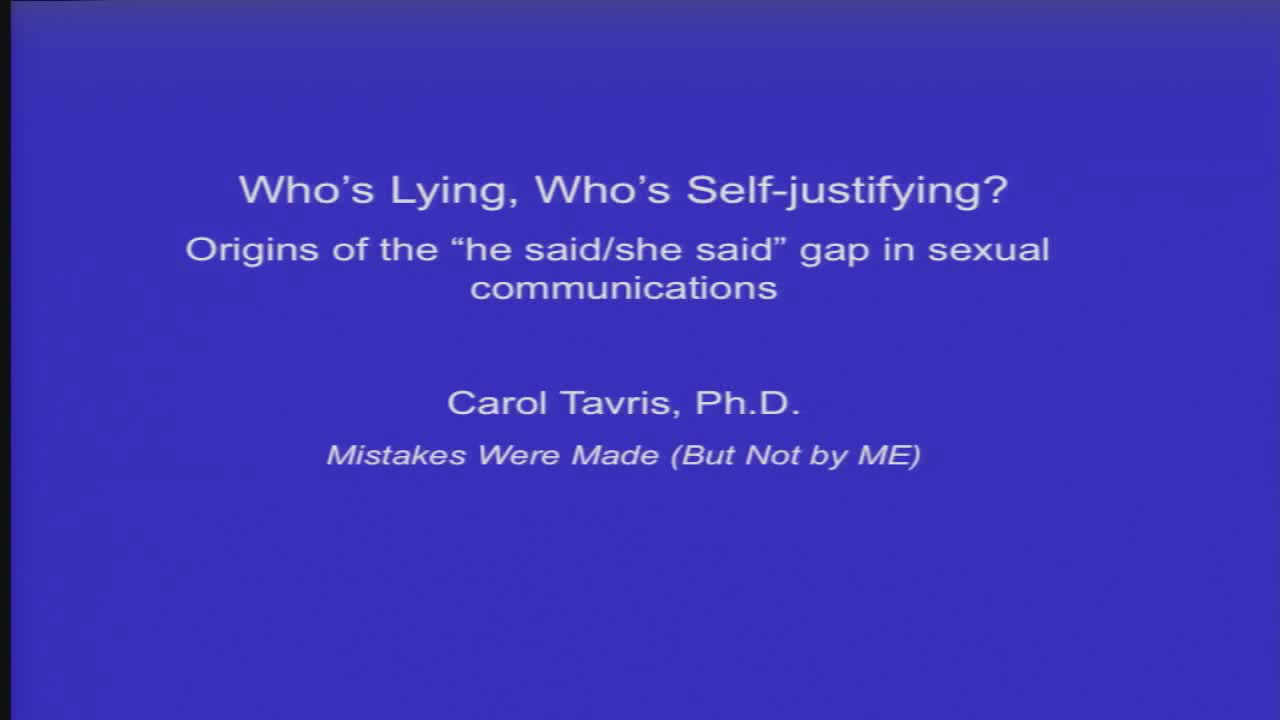 Who’s Lying, Who’s Self-justifying?
Origins of the “he said/she said” gap in sexual
communications
Carol Tavris, Ph.D.
Mistakes Were Made (But Not by ME)